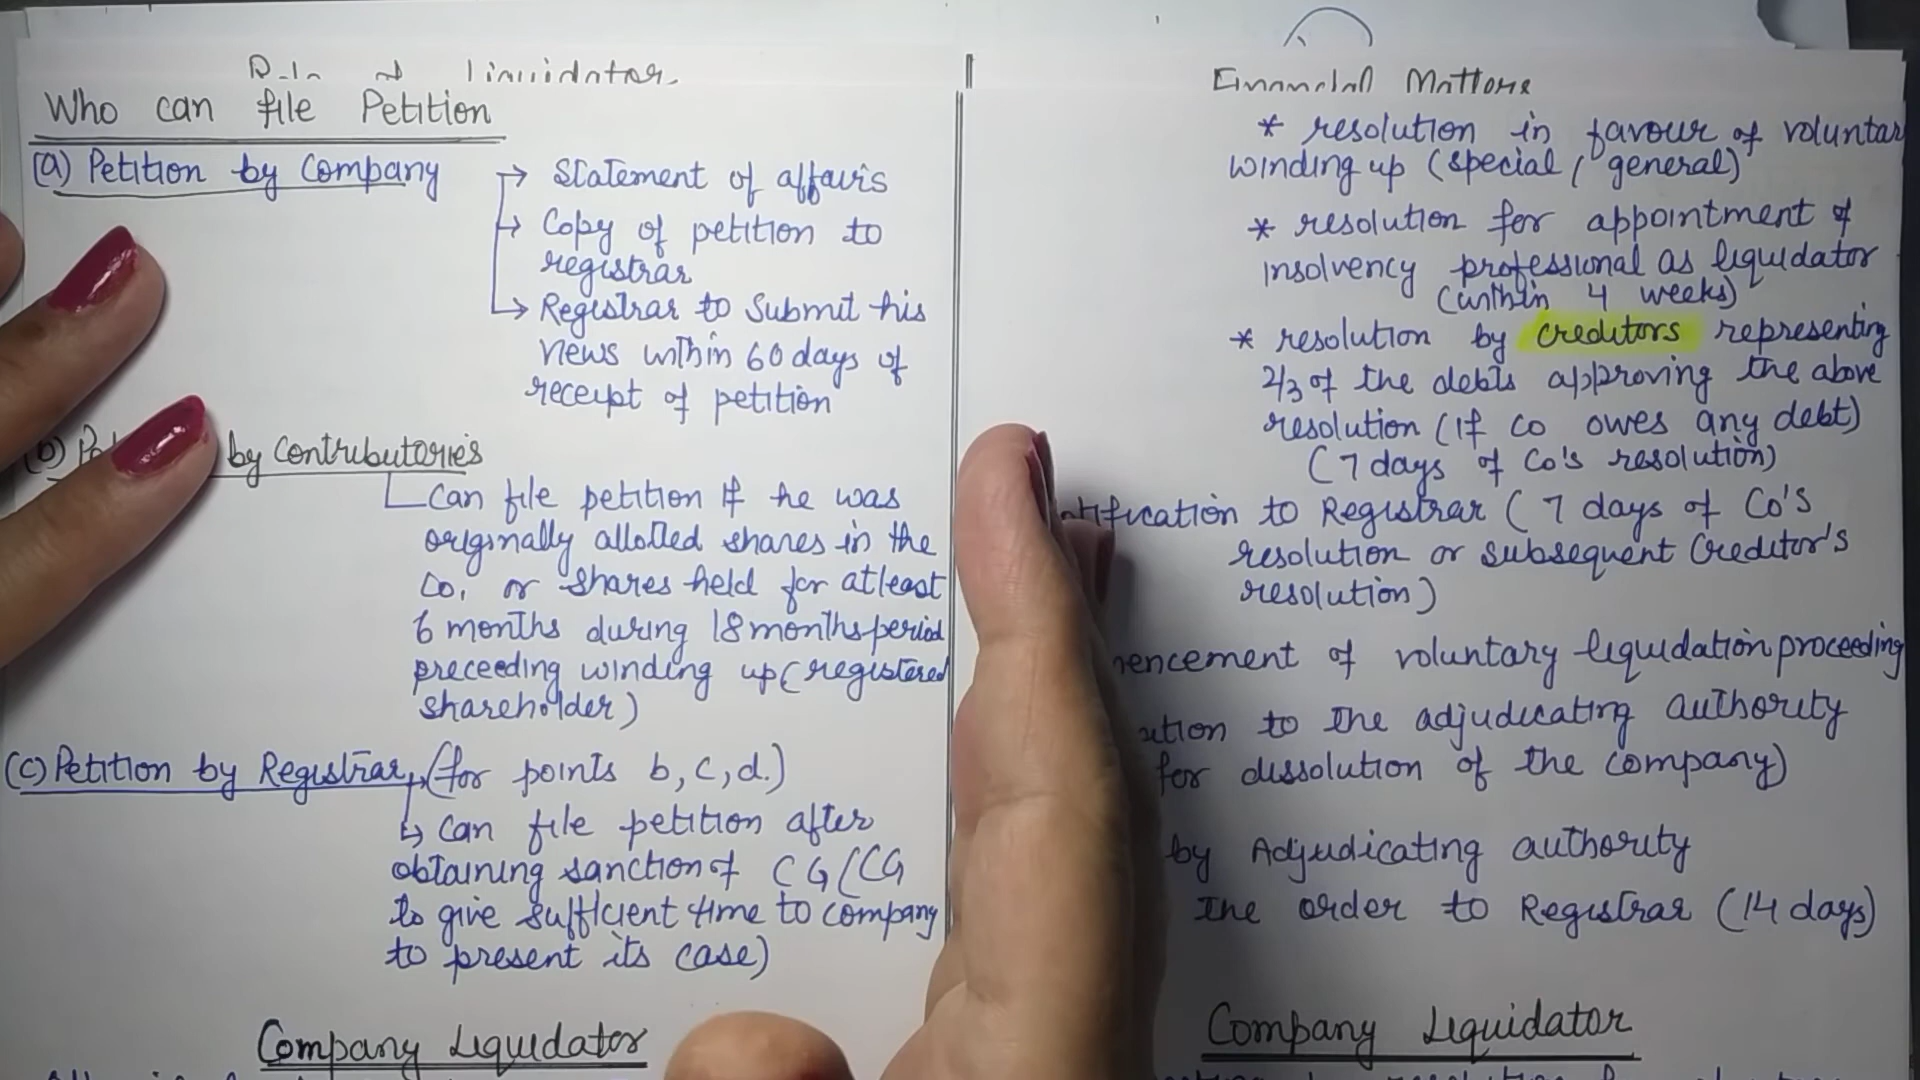 Who can file Petition
(a) Petition by Company
→ Statement of affairs
→ Copy of petition to
registrar
→ Registrar to Submit his
views within 60 days of
receipt of petition
by Contributories
Can file petition if he was
originally allotted shares in the
Co, or shares held for atleast
6 months during 18 months period
preceeding winding up (registered
shareholder)
(c) Petition by Registrar (for points b, c, d.)
↳ can file petition after
obtaining sanction of CG (CG
to give sufficient time to company
to present its case)
Company Liquidator
Financial Matters
* resolution in favour of voluntar
winding up (special / general)
* resolution for appointment of
insolvency professional as liquidator
(within 4 weeks)
* resolution by creditors representing
2/3 of the debts approving the above
resolution (if co owes any debt)
(7 days of Co's resolution)
to Registrar (7 days of Co's
resolution or subsequent Creditor's
resolution)
of voluntary liquidation proceeding
to the adjudicating authority
for dissolution of the company)
by Adjudicating authority
the order to Registrar (14 days)
Company Liquidator